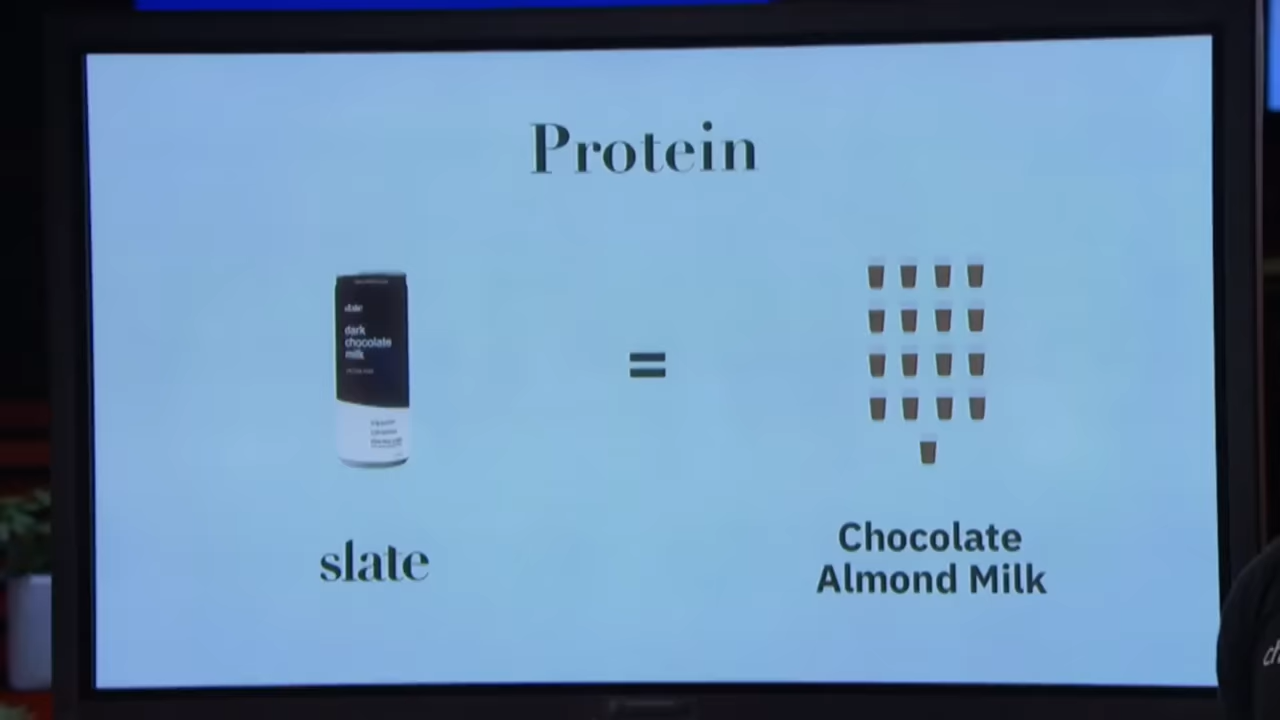 Protein
slate
dark
chocolate
milk
=
slate
Chocolate
Almond Milk